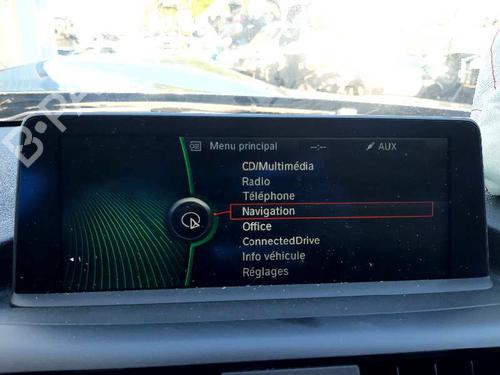 Menu principal --:-- AUX
CD/Multimédia
Radio
Téléphone
Navigation
Office
ConnectedDrive
Info véhicule
Réglages